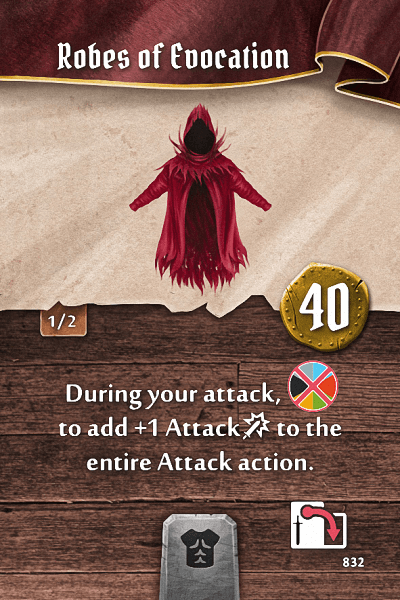 Robes of Evocation
1/2
40
During your attack,
to add +1 Attack to the
entire Attack action.
832